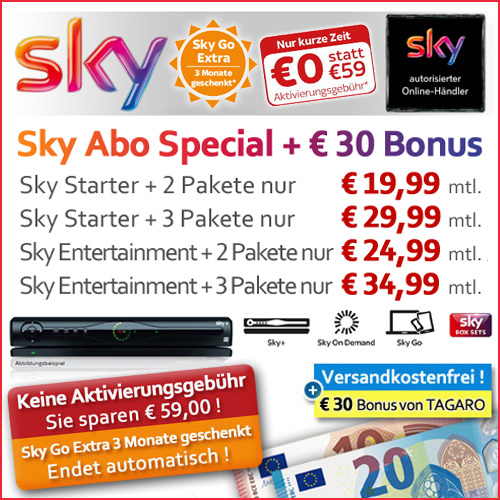 sky
Sky Go
Extra
3 Monate
geschenkt*
Nur kurze Zeit
€0 statt €59
Aktivierungsgebühr*
sky
autorisierter
Online-Händler
Sky Abo Special + € 30 Bonus
Sky Starter + 2 Pakete nur € 19,99 mtl.
Sky Starter + 3 Pakete nur € 29,99 mtl.
Sky Entertainment + 2 Pakete nur € 24,99 mtl.
Sky Entertainment + 3 Pakete nur € 34,99 mtl.
Abbildungsbeispiel
Sky+
Sky On Demand
Sky Go
sky
BOX SETS
Keine Aktivierungsgebühr
Sie sparen € 59,00 !
Sky Go Extra 3 Monate geschenkt
Endet automatisch !
Versandkostenfrei !
+ € 30 Bonus von TAGARO
10
20